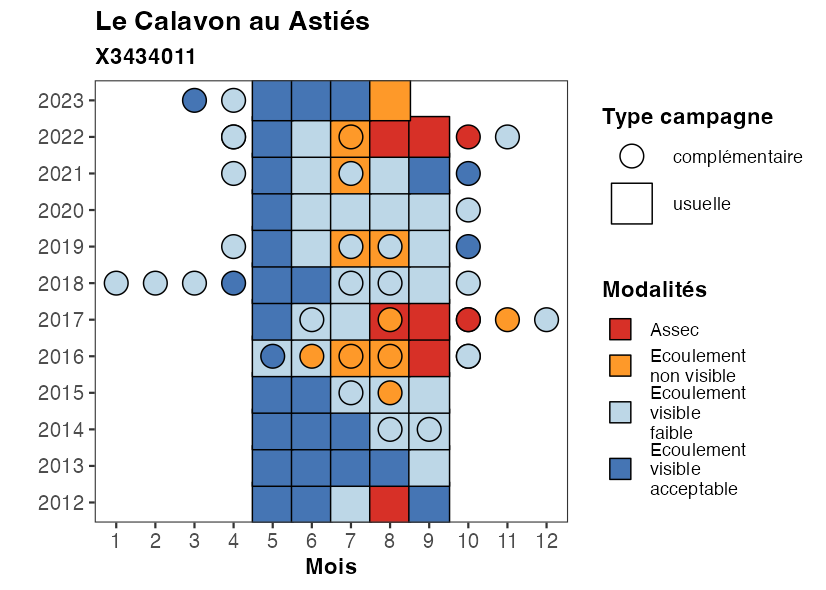 Le Calavon au Astiés
X3434011
2023
2022
2021
2020
2019
2018
2017
2016
2015
2014
2013
2012
1 2 3 4 5 6 7 8 9 10 11 12
Mois
Type campagne
complémentaire
usuelle
Modalités
Assec
Ecoulement
non visible
Ecoulement
visible
faible
Ecoulement
visible
acceptable